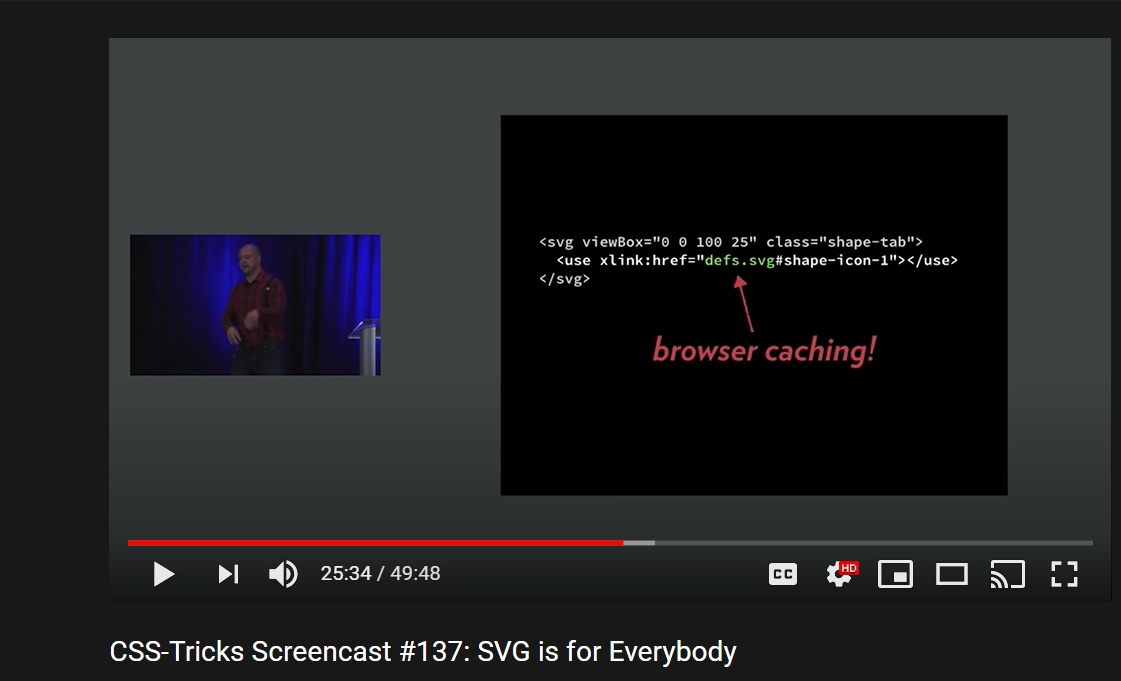 <svg viewBox="0 0 100 25" class="shape-tab">
<use xlink:href="defs.svg#shape-icon-1"></use>
</svg>
browser caching!
25:34 / 49:48
CC
HD
CSS-Tricks Screencast #137: SVG is for Everybody